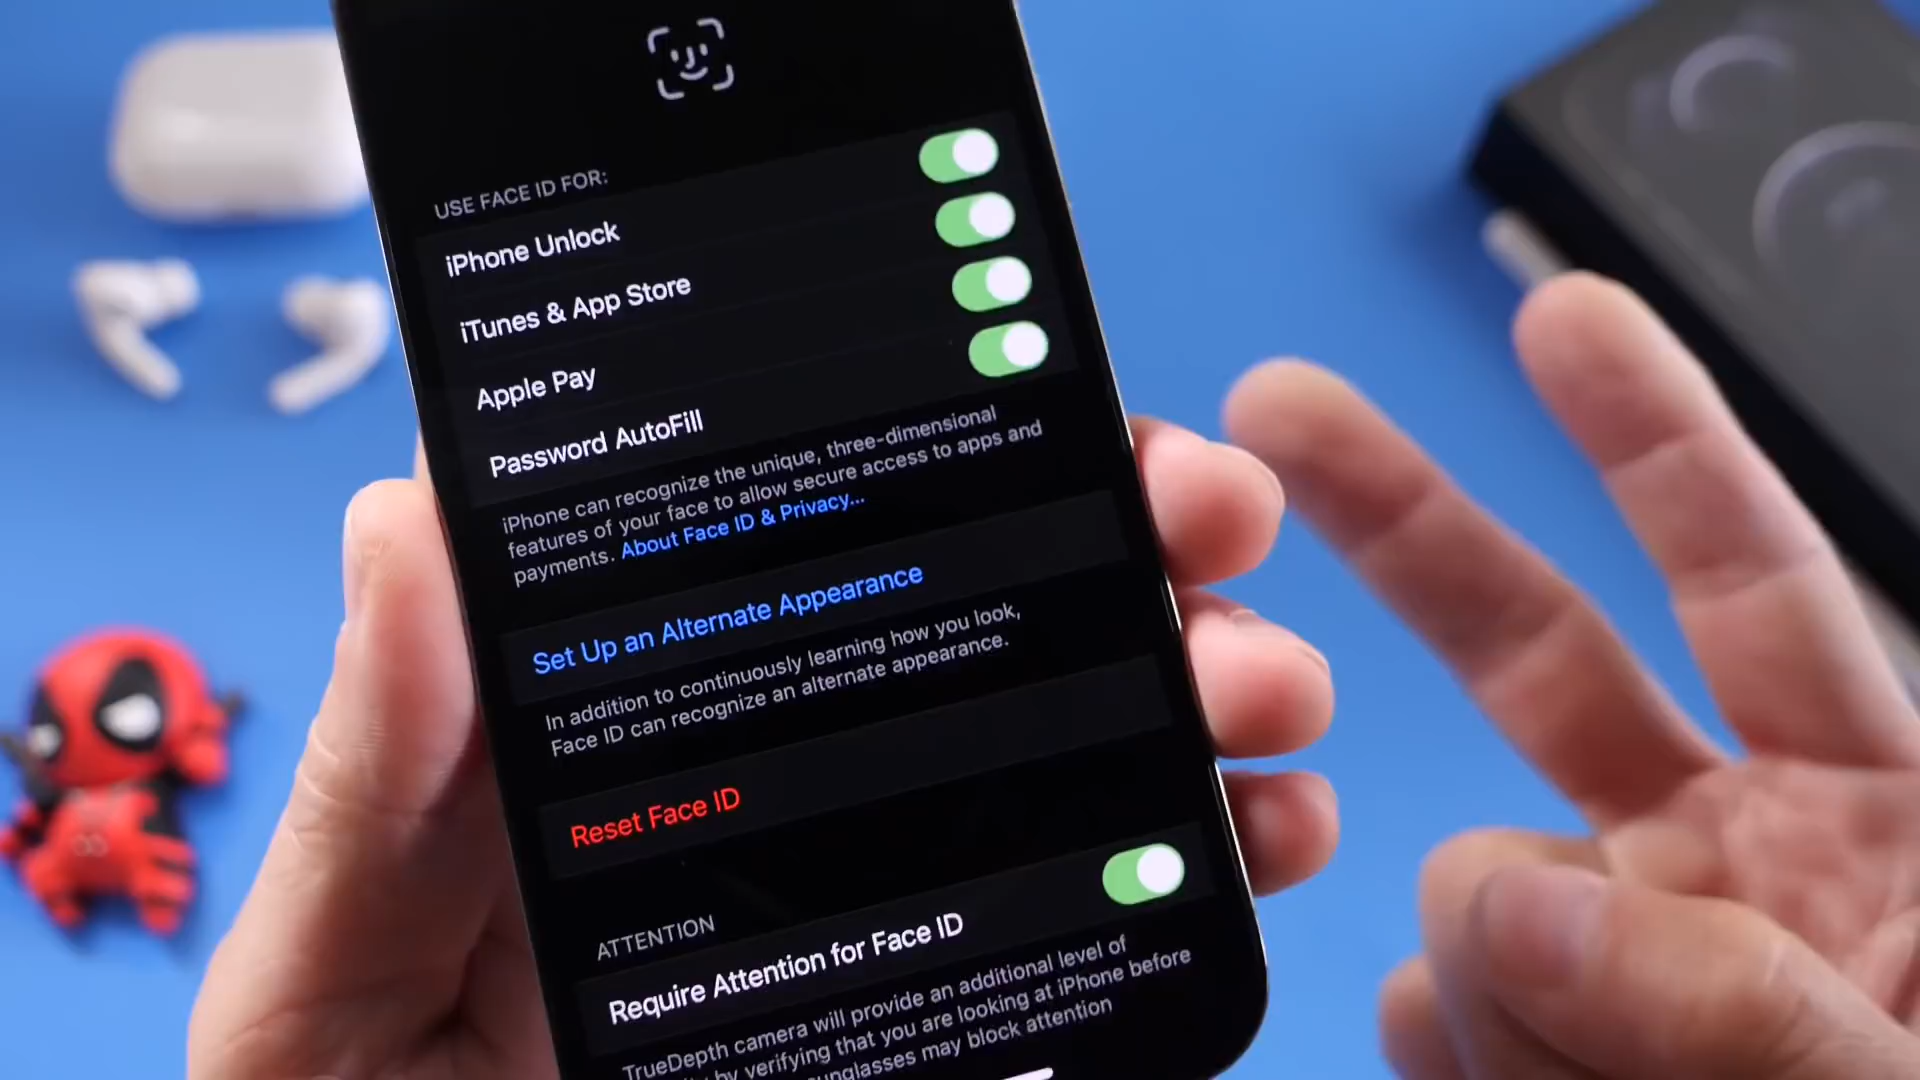 USE FACE ID FOR:
iPhone Unlock
iTunes & App Store
Apple Pay
Password AutoFill
iPhone can recognize the unique, three-dimensional
features of your face to allow secure access to apps and
payments. About Face ID & Privacy...
Set Up an Alternate Appearance
In addition to continuously learning how you look,
Face ID can recognize an alternate appearance.
Reset Face ID
ATTENTION
Require Attention for Face ID
TrueDepth camera will provide an additional level of
by verifying that you are looking at iPhone before
may block attention